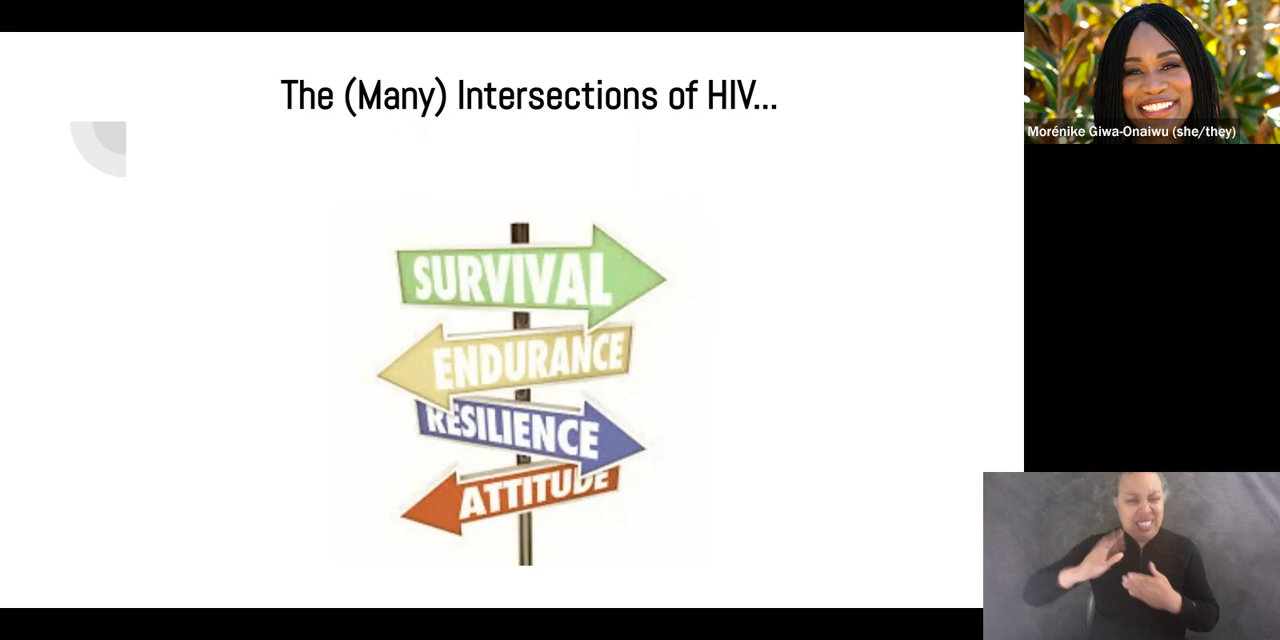 The (Many) Intersections of HIV...
Morénike Giwa-Onaiwu (she/they)
SURVIVAL
ENDURANCE
RESILIENCE
ATTITUDE